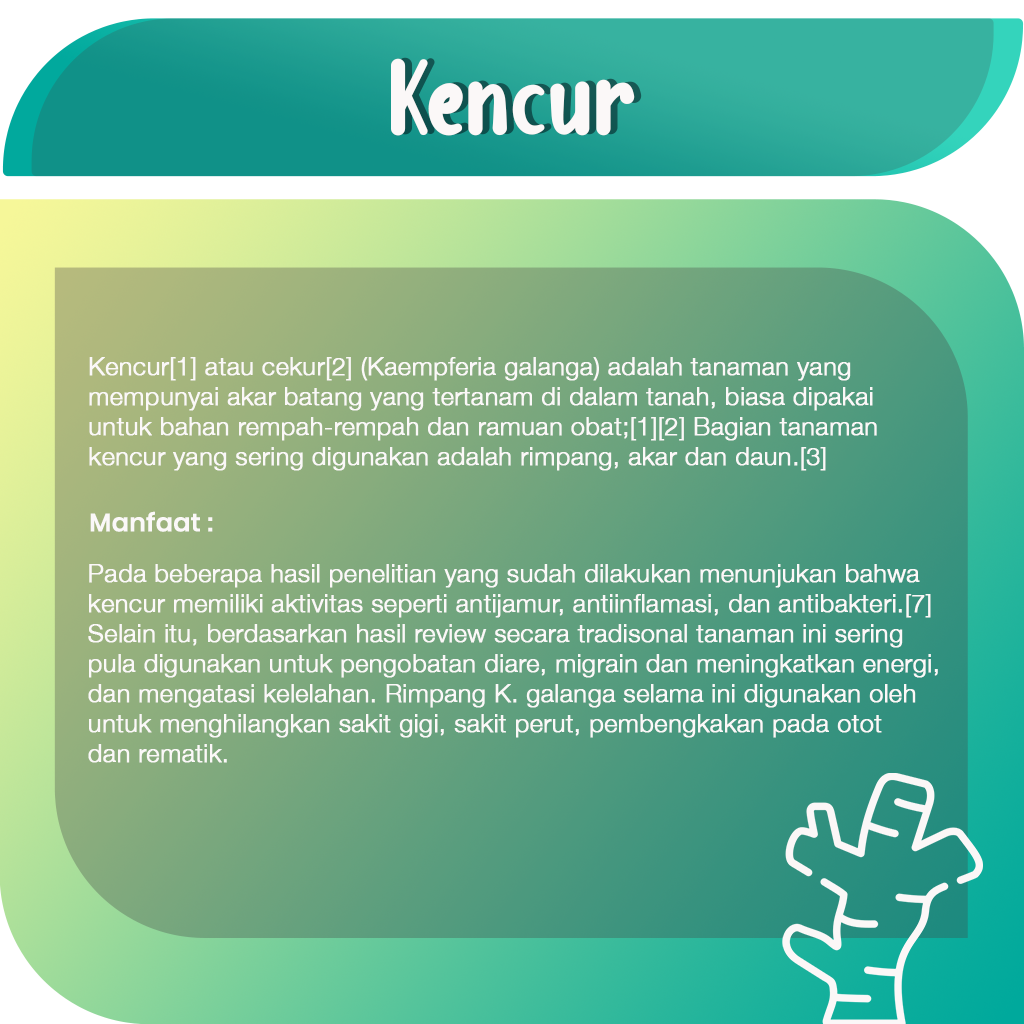 Kencur
Kencur[1] atau cekur[2] (Kaempferia galanga) adalah tanaman yang
mempunyai akar batang yang tertanam di dalam tanah, biasa dipakai
untuk bahan rempah-rempah dan ramuan obat;[1][2] Bagian tanaman
kencur yang sering digunakan adalah rimpang, akar dan daun.[3]
Manfaat :
Pada beberapa hasil penelitian yang sudah dilakukan menunjukan bahwa
kencur memiliki aktivitas seperti antijamur, antiinflamasi, dan antibakteri.[7]
Selain itu, berdasarkan hasil review secara tradisonal tanaman ini sering
pula digunakan untuk pengobatan diare, migrain dan meningkatkan energi,
dan mengatasi kelelahan. Rimpang K. galanga selama ini digunakan oleh
untuk menghilangkan sakit gigi, sakit perut, pembengkakan pada otot
dan rematik.